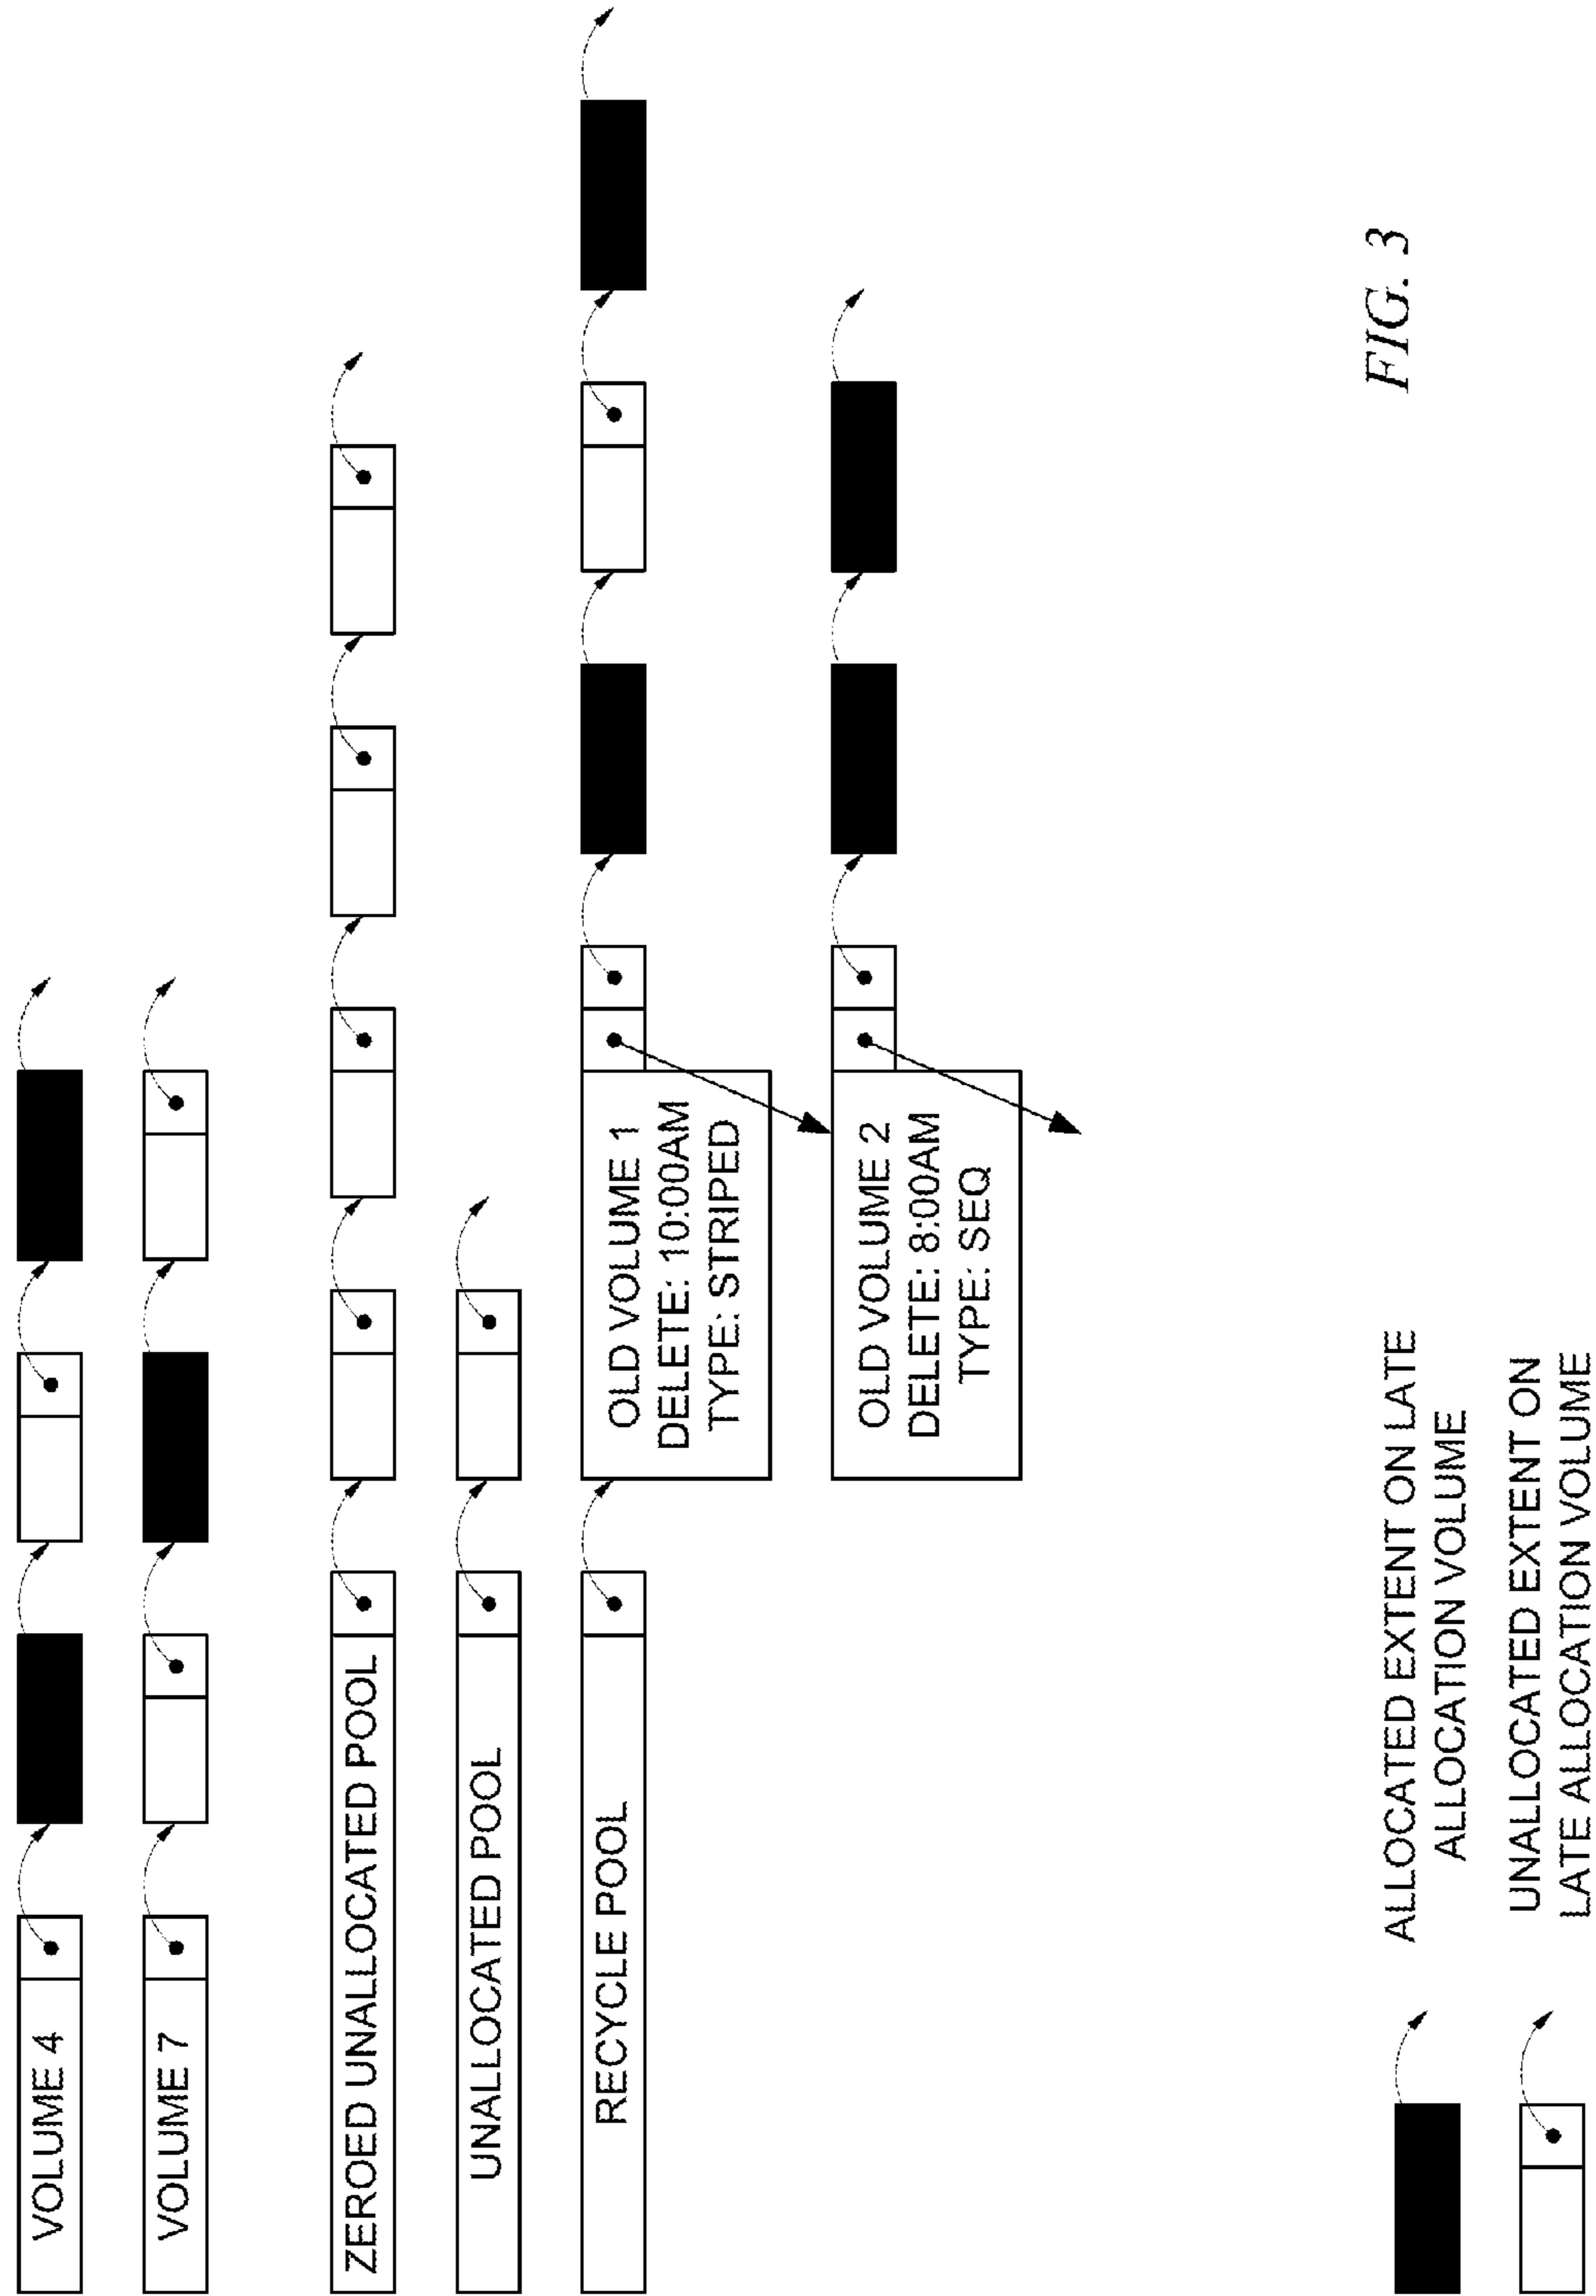 VOLUME 4
VOLUME 7
ZEROED UNALLOCATED POOL
UNALLOCATED POOL
RECYCLE POOL
OLD VOLUME 1
DELETE: 10:00AM
TYPE: STRIPED
OLD VOLUME 2
DELETE: 8:00AM
TYPE: SEQ
ALLOCATED EXTENT ON LATE
ALLOCATION VOLUME
UNALLOCATED EXTENT ON
LATE ALLOCATION VOLUME
FIG. 3